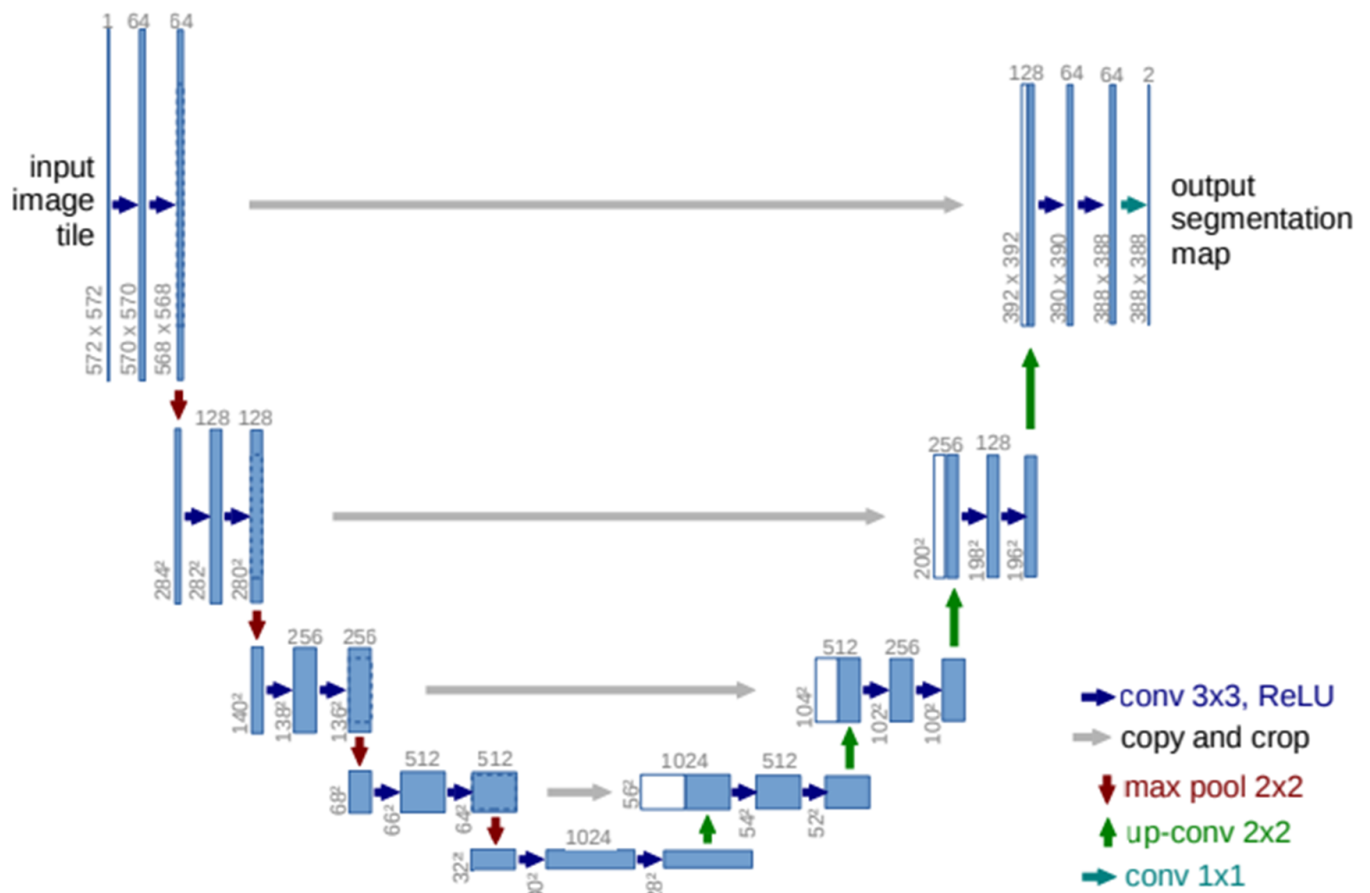 1 64 64
128 64 64 2
input
image
tile
output
segmentation
map
572 x 572
570 x 570
568 x 568
392 x 392
390 x 390
388 x 388
388 x 388
128 128
256 128
284²
282²
280²
200²
198²
196²
256 256
512 256
140²
138²
136²
104²
102²
100²
conv 3x3, ReLU
copy and crop
max pool 2x2
up-conv 2x2
conv 1x1
512 512
1024 512
68²
66²
64²
56²
54²
52²
1024
32²